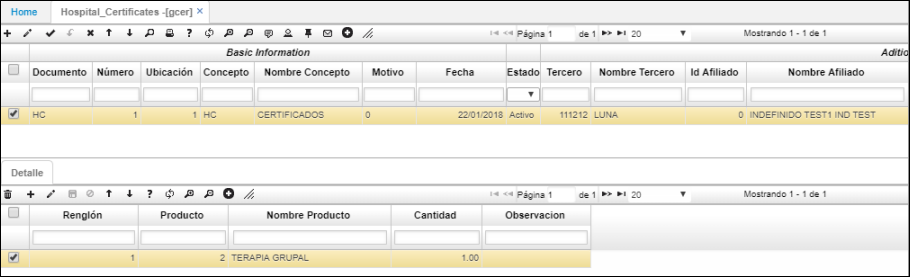 Home Hospital_Certificates -[gcer] ×
Página 1 de 1 20 Mostrando 1 - 1 de 1
Basic Information Aditio
Documento Número Ubicación Concepto Nombre Concepto Motivo Fecha Estado Tercero Nombre Tercero Id Afiliado Nombre Afiliado
HC 1 1 HC CERTIFICADOS 0 22/01/2018 Activo 111212 LUNA 0 INDEFINIDO TEST1 IND TEST
Detalle
Página 1 de 1 20 Mostrando 1 - 1 de 1
Renglón Producto Nombre Producto Cantidad Observacion
1 2 TERAPIA GRUPAL 1.00